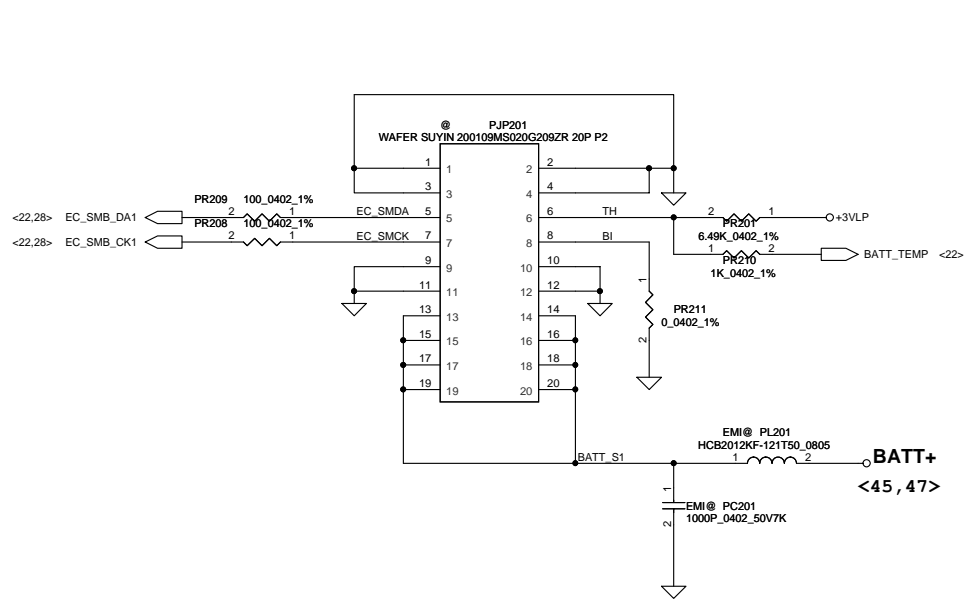 @ PJP201
WAFER SUYIN 200109MS020G209ZR 20P P2
1 1 2 2
3 3 4 4
PR209 100_0402_1%
<22,28> EC_SMB_DA1 2 1 EC_SMDA 5 5 6 6 TH 2 1 +3VLP
PR208 100_0402_1%
PR201
6.49K_0402_1%
<22,28> EC_SMB_CK1 2 1 EC_SMCK 7 7 8 8 BI
1 2 BATT_TEMP <22>
PR210
1K_0402_1%
9 9 10 10
11 11 12 12
1
PR211
0_0402_1%
2
13 13 14 14
15 15 16 16
17 17 18 18
19 19 20 20
EMI@ PL201
HCB2012KF-121T50_0805
BATT_S1 1 2 BATT+
<45,47>
1
EMI@ PC201
1000P_0402_50V7K
2